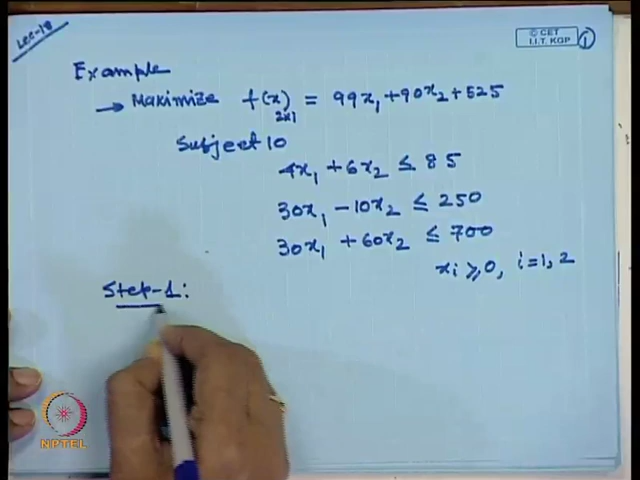 Lec-18
© CET
I.I.T. KGP
1
Example
→ Maximize f(x) = 99x₁ + 90x₂ + 525
2x1
Subject to
4x₁ + 6x₂ ≤ 85
30x₁ - 10x₂ ≤ 250
30x₁ + 60x₂ ≤ 700
xi ≥ 0, i = 1, 2
Step-1:
NPTEL